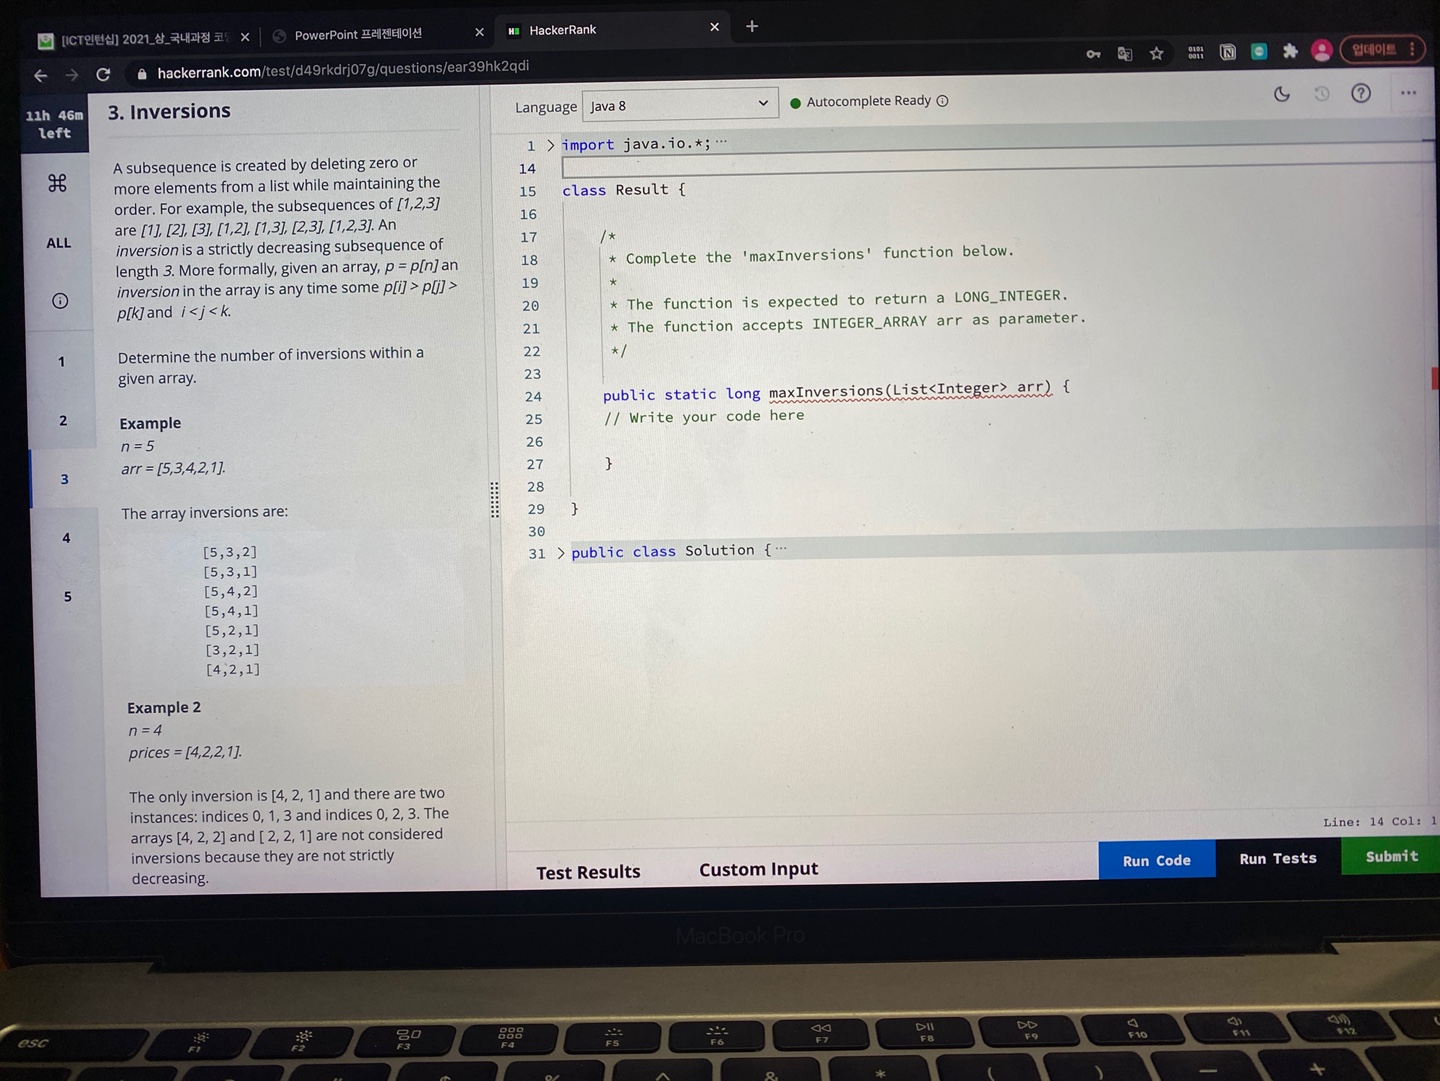 [ICT인턴십] 2021_상_국내과정 코
PowerPoint 프레젠테이션
HackerRank
hackerrank.com/test/d49rkdrj07g/questions/ear39hk2qdi
업데이트
11h 46m
left
ALL
1
2
3
4
5
3. Inversions
A subsequence is created by deleting zero or
more elements from a list while maintaining the
order. For example, the subsequences of [1,2,3]
are [1], [2], [3], [1,2], [1,3], [2,3], [1,2,3]. An
inversion is a strictly decreasing subsequence of
length 3. More formally, given an array, p = p[n] an
inversion in the array is any time some p[i] > p[j] >
p[k] and i < j < k.
Determine the number of inversions within a
given array.
Example
n = 5
arr = [5,3,4,2,1].
The array inversions are:
[5,3,2]
[5,3,1]
[5,4,2]
[5,4,1]
[5,2,1]
[3,2,1]
[4,2,1]
Example 2
n = 4
prices = [4,2,2,1].
The only inversion is [4, 2, 1] and there are two
instances: indices 0, 1, 3 and indices 0, 2, 3. The
arrays [4, 2, 2] and [ 2, 2, 1] are not considered
inversions because they are not strictly
decreasing.
Language Java 8 Autocomplete Ready
1 > import java.io.*; ...
14
15 class Result {
16
17 /*
18 * Complete the 'maxInversions' function below.
19 *
20 * The function is expected to return a LONG_INTEGER.
21 * The function accepts INTEGER_ARRAY arr as parameter.
22 */
23
24 public static long maxInversions(List<Integer> arr) {
25 // Write your code here
26
27 }
28
29 }
30
31 > public class Solution { ...
Line: 14 Col: 1
Test Results Custom Input Run Code Run Tests Submit
MacBook Pro
esc F1 F2 F3 F4 F5 F6 F7 F8 F9 F10 F11 F12